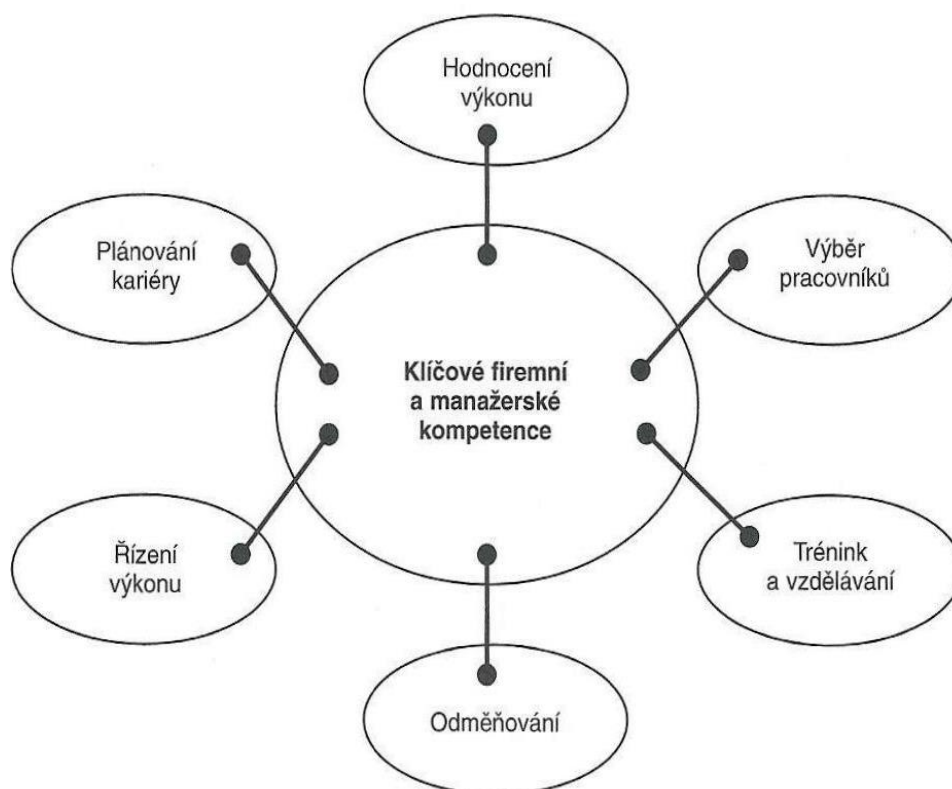 Hodnocení
výkonu
Plánování
kariéry
Výběr
pracovníků
Klíčové firemní
a manažerské
kompetence
Řízení
výkonu
Trénink
a vzdělávání
Odměňování